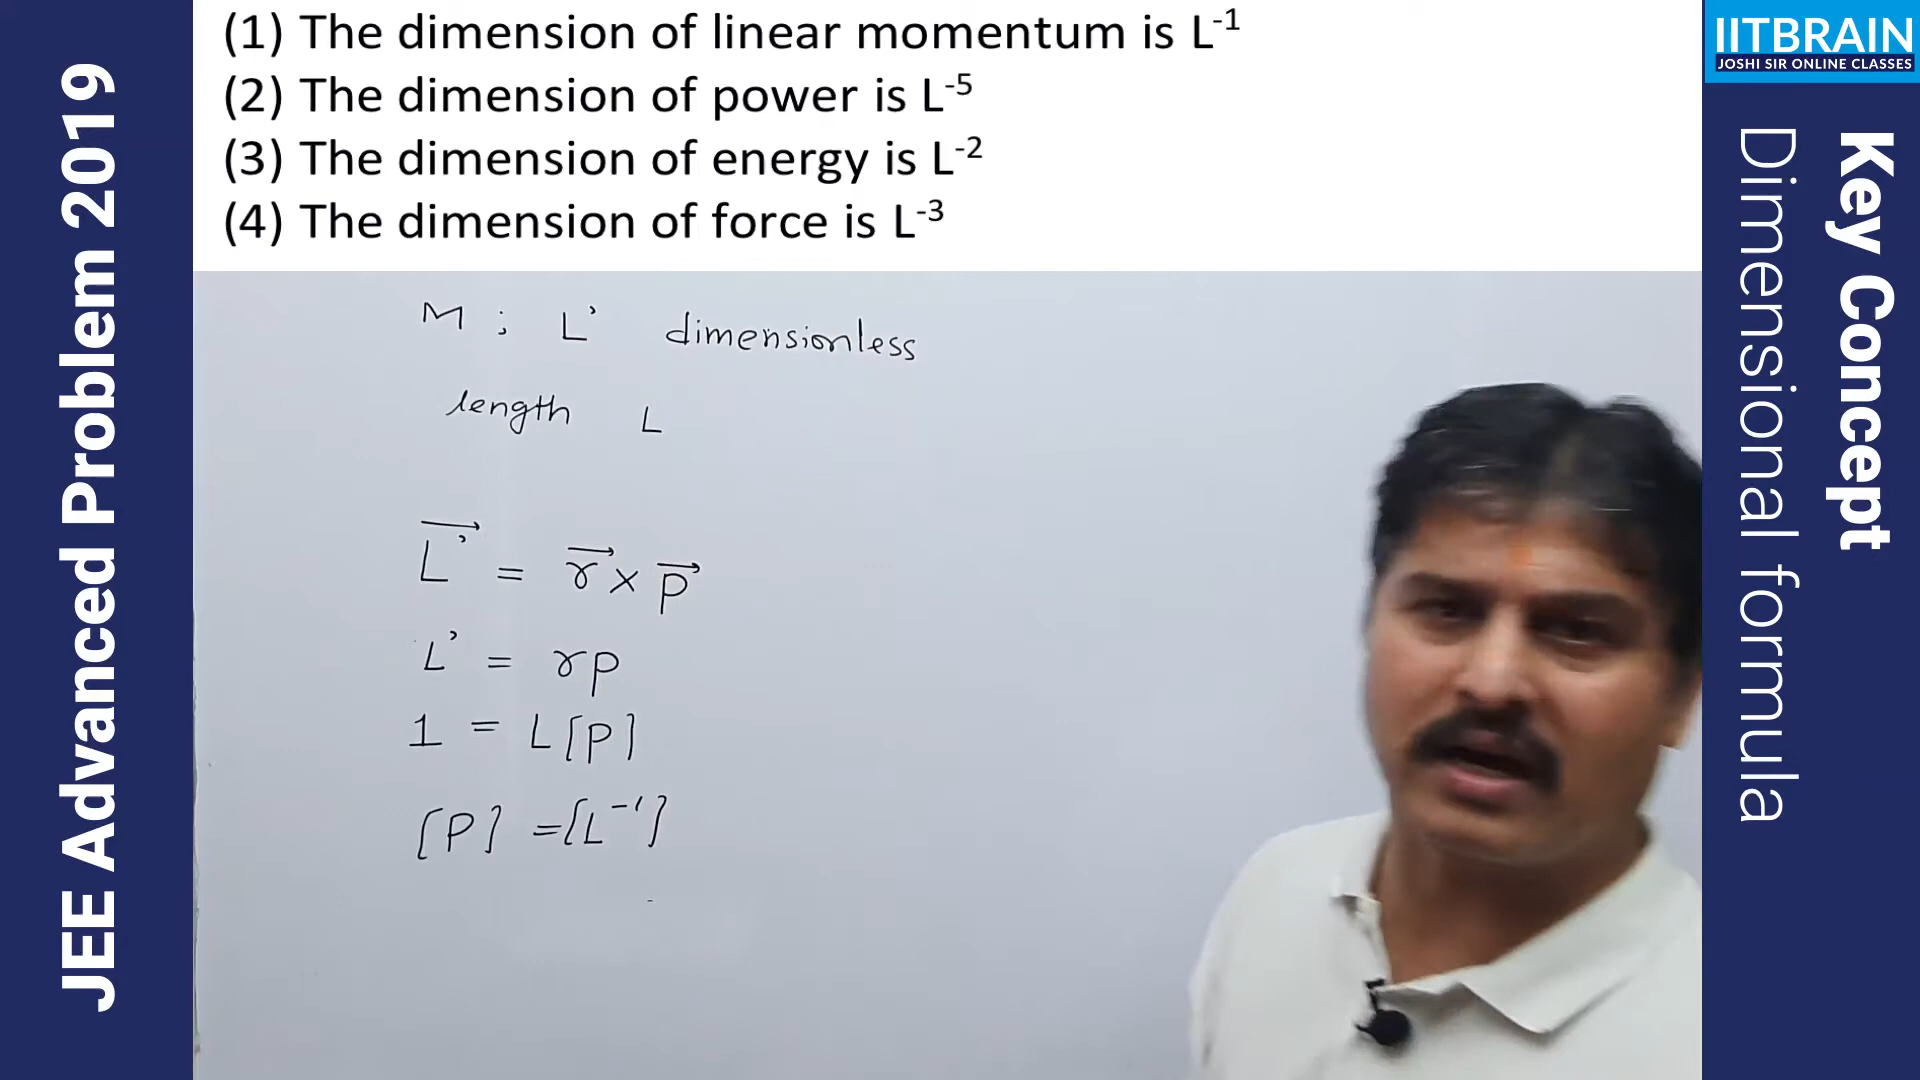 (1) The dimension of linear momentum is L⁻¹
(2) The dimension of power is L⁻⁵
(3) The dimension of energy is L⁻²
(4) The dimension of force is L⁻³
IITBRAIN
JOSHI SIR ONLINE CLASSES
JEE Advanced Problem 2019
Key Concept
Dimensional formula
M ; L' dimensionless
length L
L⃗' = r⃗ × p⃗
L' = rp
1 = L[P]
[P] = [L⁻¹]